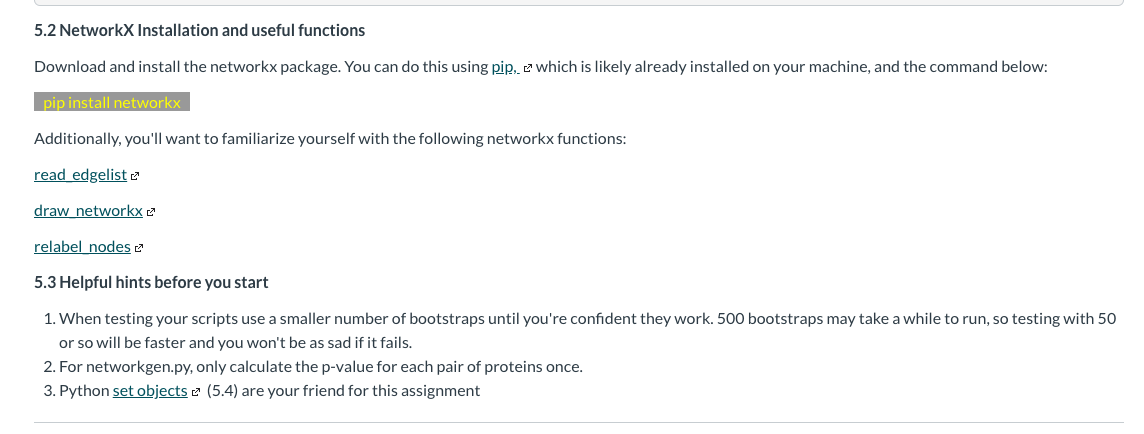 5.2 NetworkX Installation and useful functions
Download and install the networkx package. You can do this using pip, which is likely already installed on your machine, and the command below:
pip install networkx
Additionally, you'll want to familiarize yourself with the following networkx functions:
read_edgelist
draw_networkx
relabel_nodes
5.3 Helpful hints before you start
1. When testing your scripts use a smaller number of bootstraps until you're confident they work. 500 bootstraps may take a while to run, so testing with 50
or so will be faster and you won't be as sad if it fails.
2. For networkgen.py, only calculate the p-value for each pair of proteins once.
3. Python set objects (5.4) are your friend for this assignment